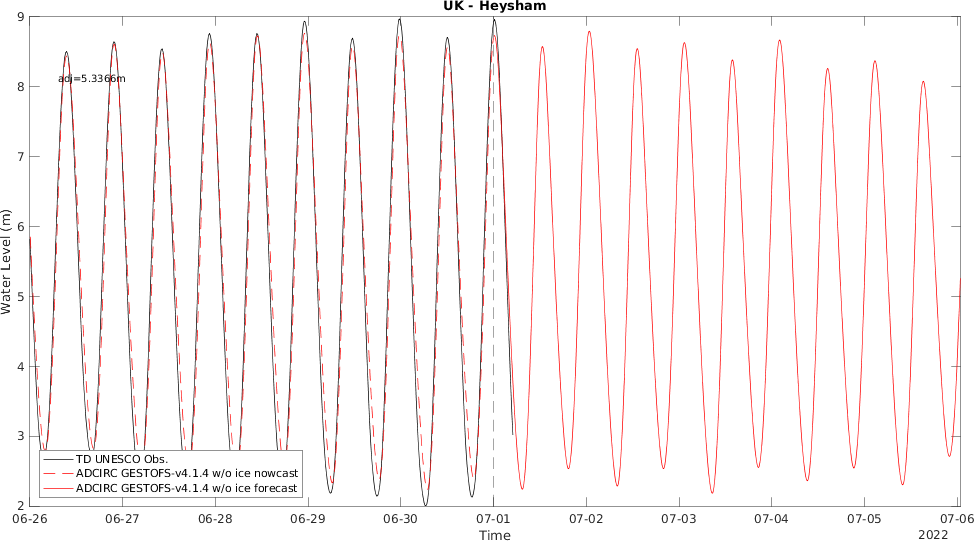 UK - Heysham
9
8
7
6
5
4
3
2
Water Level (m)
adj=5.3366m
TD UNESCO Obs.
ADCIRC GESTOFS-v4.1.4 w/o ice nowcast
ADCIRC GESTOFS-v4.1.4 w/o ice forecast
06-26 06-27 06-28 06-29 06-30 07-01 07-02 07-03 07-04 07-05 07-06
Time
2022